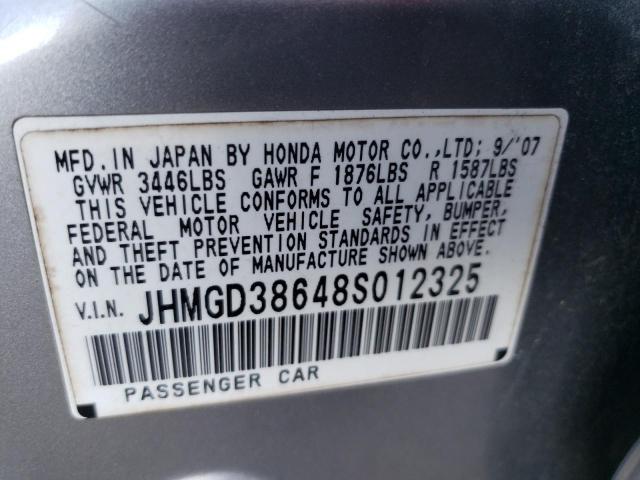 MFD. IN JAPAN BY HONDA MOTOR CO.,LTD; 9/'07
GVWR 3446LBS GAWR F 1876LBS R 1587LBS
THIS VEHICLE CONFORMS TO ALL APPLICABLE
FEDERAL MOTOR VEHICLE SAFETY, BUMPER,
AND THEFT PREVENTION STANDARDS IN EFFECT
ON THE DATE OF MANUFACTURE SHOWN ABOVE.
V.I.N. JHMGD38648S012325
PASSENGER CAR